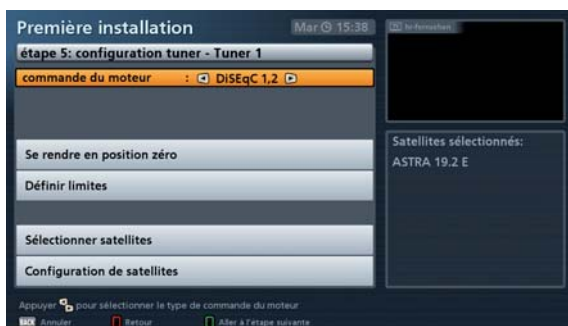 Première installation
Mar 15:38
étape 5: configuration tuner - Tuner 1
commande du moteur : DiSEqC 1,2
Se rendre en position zéro
Définir limites
Sélectionner satellites
Configuration de satellites
Satellites sélectionnés:
ASTRA 19.2 E
Appuyer pour sélectionner le type de commande du moteur
BACK Annuler Retour Aller à l'étape suivante